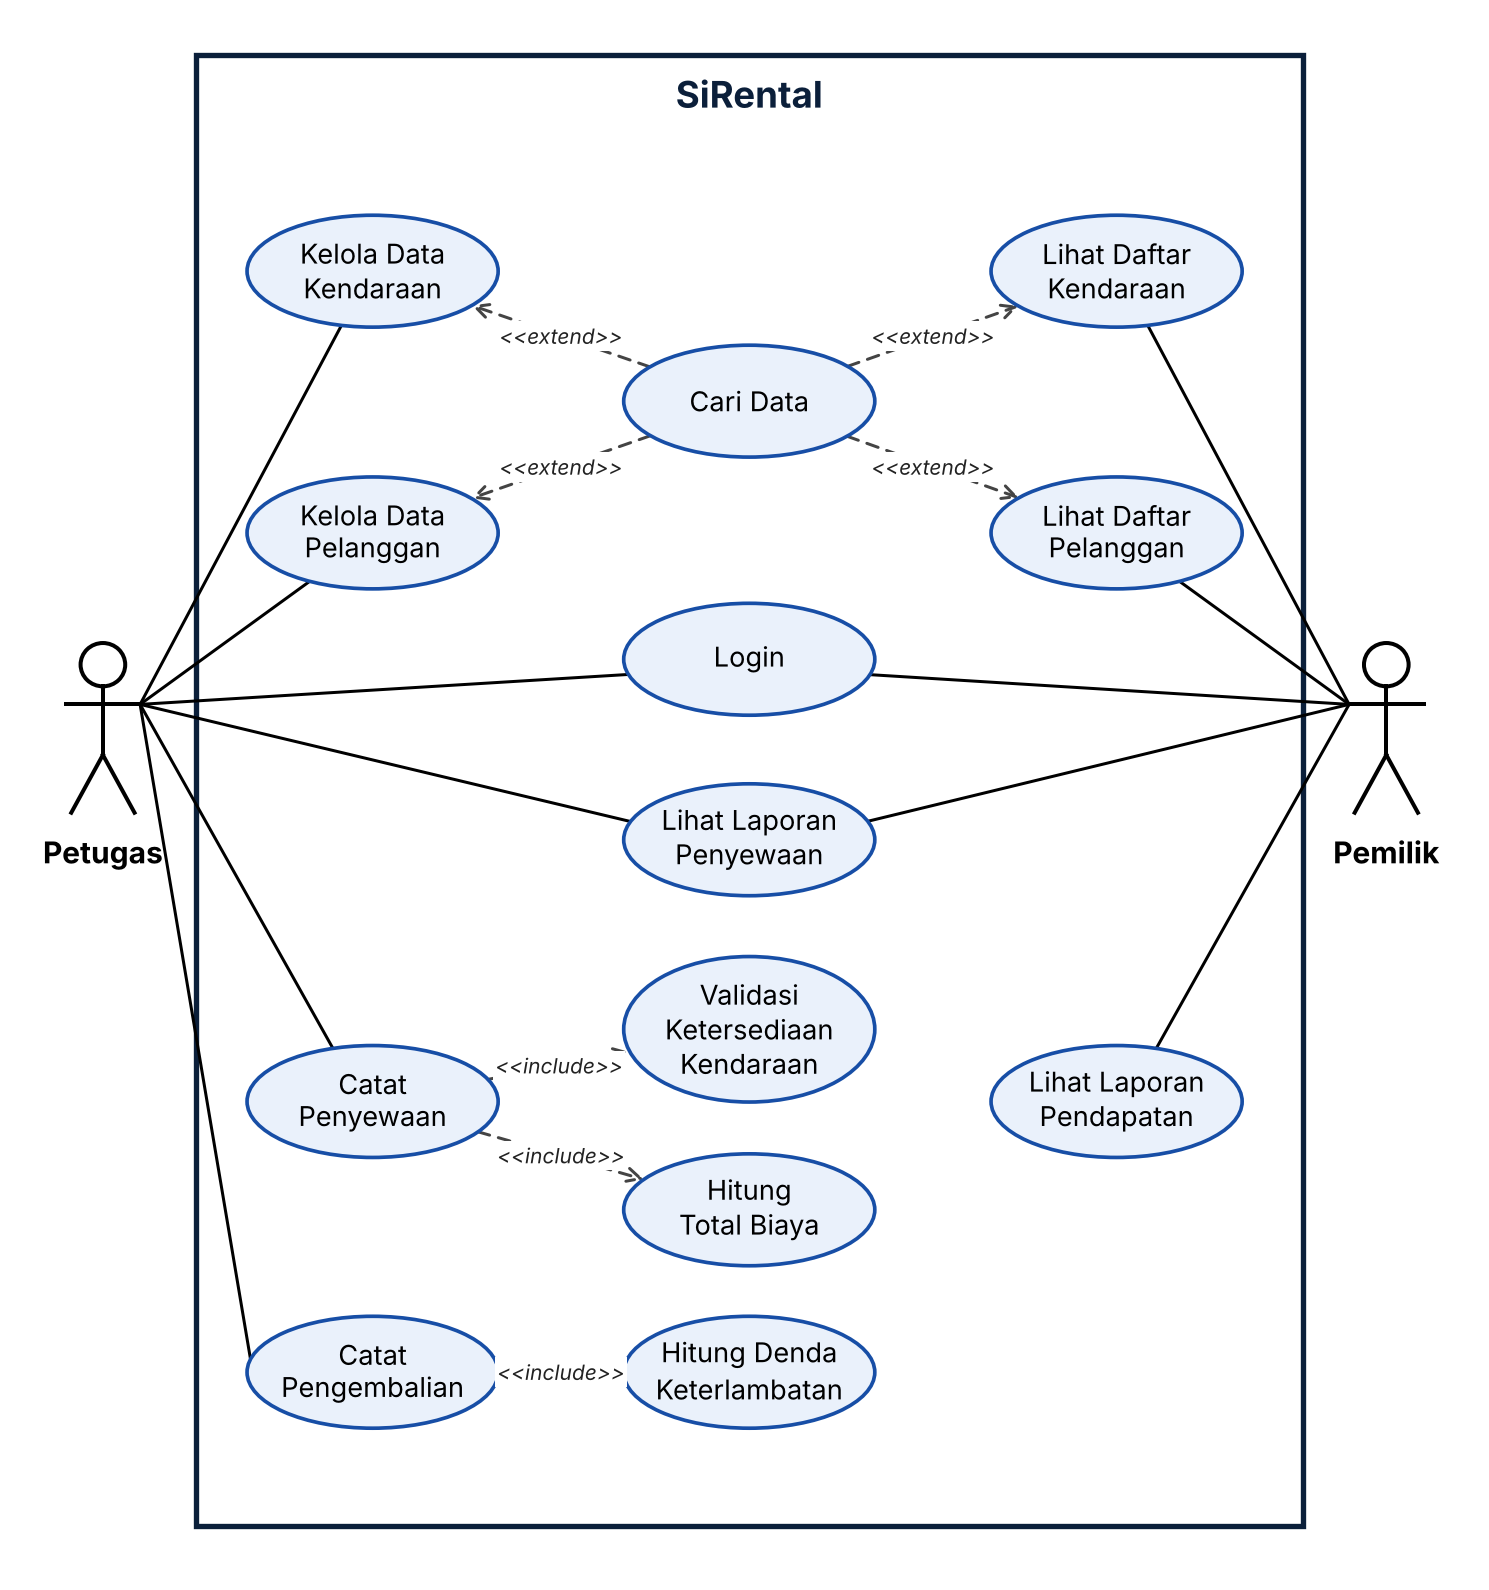 SiRental
Kelola Data
Kendaraan
Lihat Daftar
Kendaraan
<<extend>>
<<extend>>
Cari Data
<<extend>>
<<extend>>
Kelola Data
Pelanggan
Lihat Daftar
Pelanggan
Login
Petugas
Pemilik
Lihat Laporan
Penyewaan
Validasi
Ketersediaan
Kendaraan
<<include>>
Catat
Penyewaan
Lihat Laporan
Pendapatan
<<include>>
Hitung
Total Biaya
Catat
Pengembalian
<<include>>
Hitung Denda
Keterlambatan